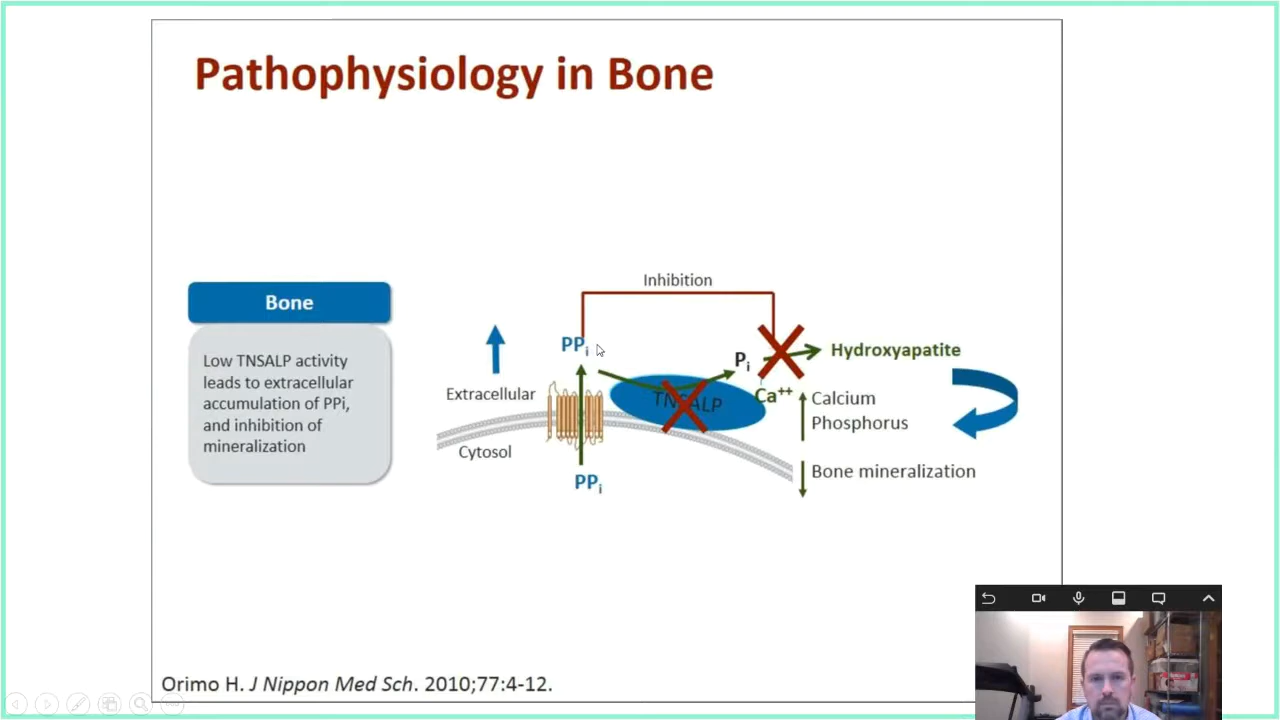 Pathophysiology in Bone
Bone
Low TNSALP activity
leads to extracellular
accumulation of PPi,
and inhibition of
mineralization
Inhibition
PPi
Pi
Hydroxyapatite
Extracellular
TNSALP
Ca++
Calcium
Phosphorus
Cytosol
PPi
Bone mineralization
Orimo H. J Nippon Med Sch. 2010;77:4-12.